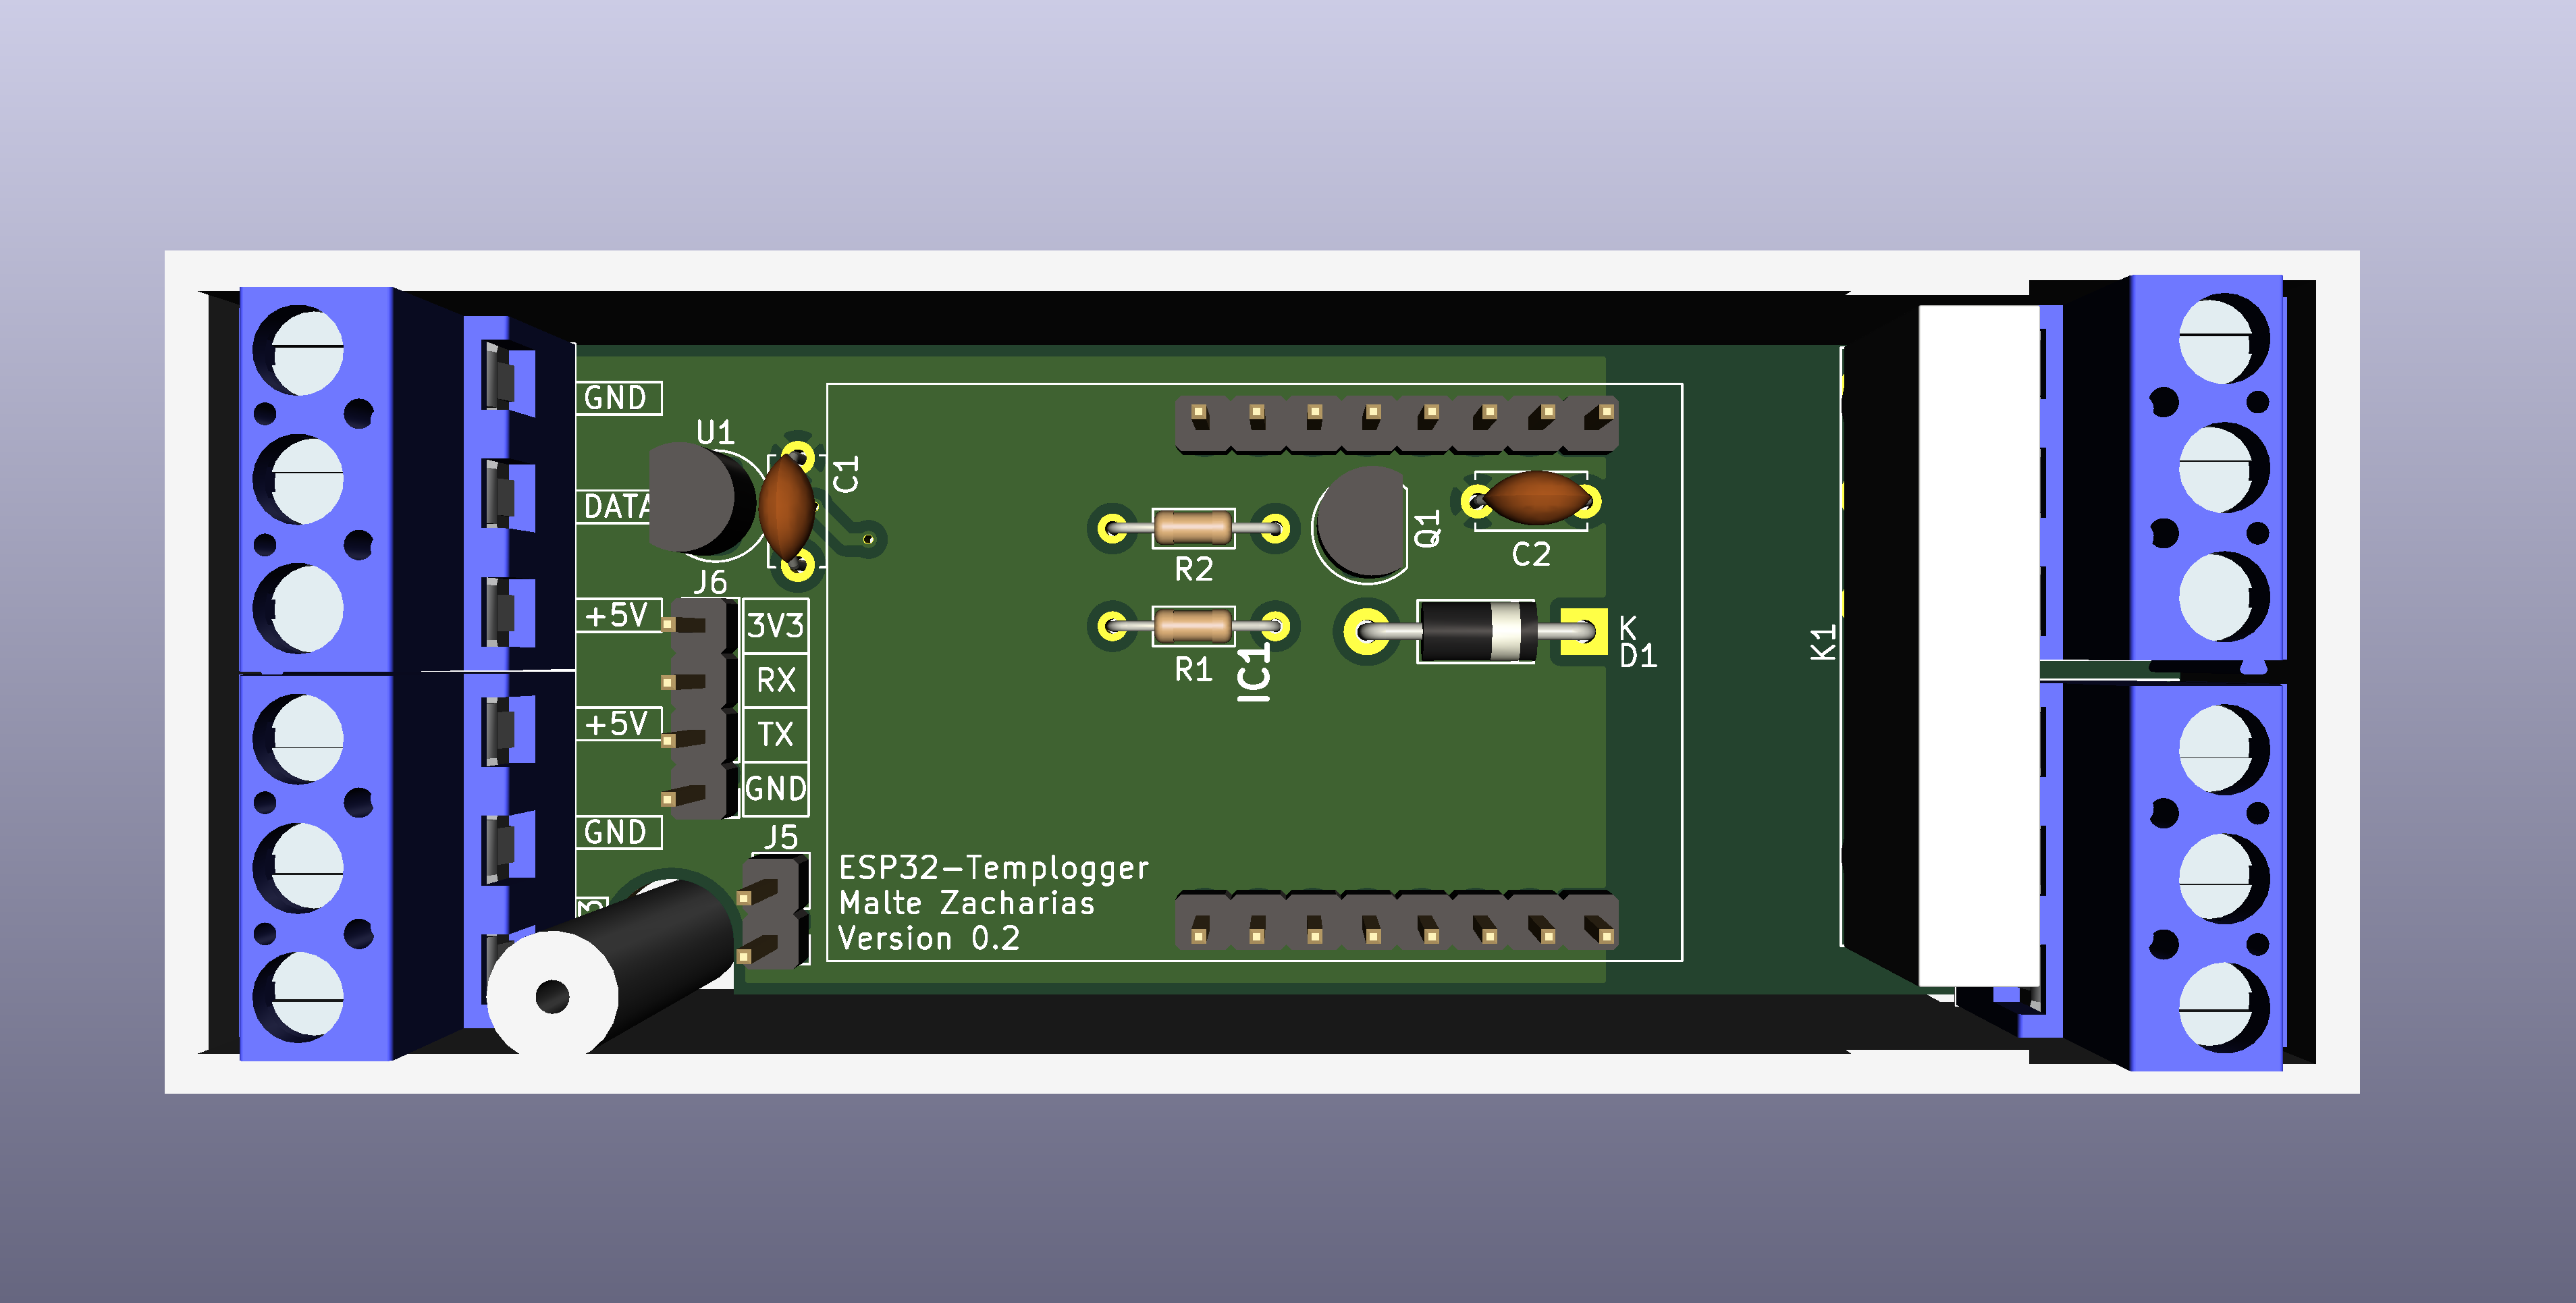 GND
U1
C1
DATA
J6
+5V
3V3
RX
+5V
TX
GND
GND
J5
R2
R1
IC1
Q1
C2
K
D1
K1
ESP32-Templogger
Malte Zacharias
Version 0.2